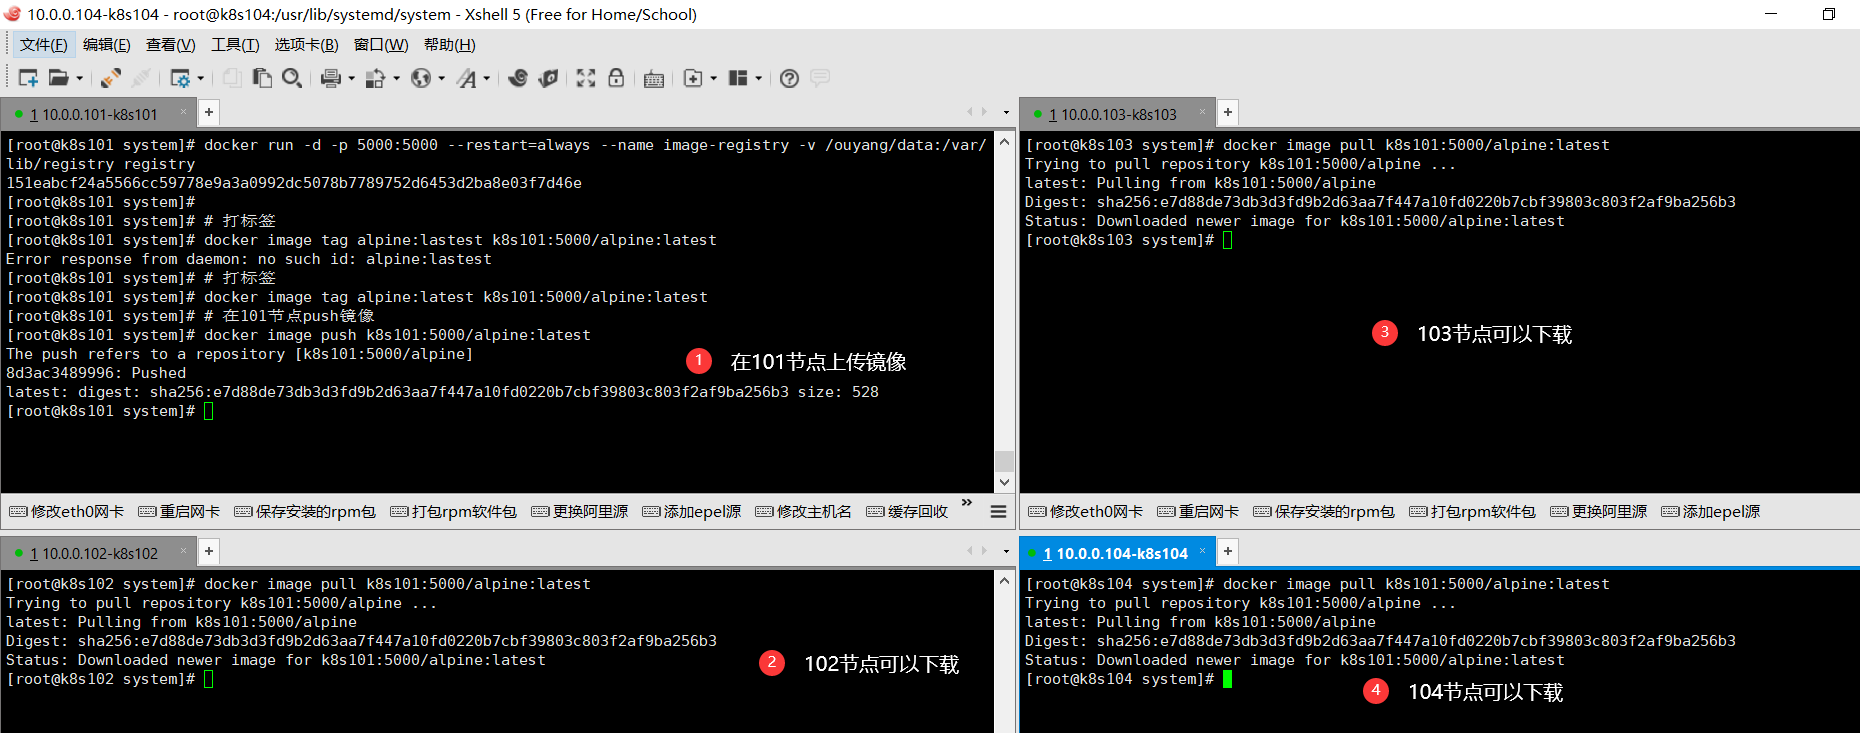 10.0.0.104-k8s104 - root@k8s104:/usr/lib/systemd/system - Xshell 5 (Free for Home/School)
文件(F) 编辑(E) 查看(V) 工具(T) 选项卡(B) 窗口(W) 帮助(H)
1 10.0.0.101-k8s101
[root@k8s101 system]# docker run -d -p 5000:5000 --restart=always --name image-registry -v /ouyang/data:/var/
lib/registry registry
151eabcf24a5566cc59778e9a3a0992dc5078b7789752d6453d2ba8e03f7d46e
[root@k8s101 system]#
[root@k8s101 system]# # 打标签
[root@k8s101 system]# docker image tag alpine:lastest k8s101:5000/alpine:latest
Error response from daemon: no such id: alpine:lastest
[root@k8s101 system]# # 打标签
[root@k8s101 system]# docker image tag alpine:latest k8s101:5000/alpine:latest
[root@k8s101 system]# # 在101节点push镜像
[root@k8s101 system]# docker image push k8s101:5000/alpine:latest
The push refers to a repository [k8s101:5000/alpine]
8d3ac3489996: Pushed
latest: digest: sha256:e7d88de73db3d3fd9b2d63aa7f447a10fd0220b7cbf39803c803f2af9ba256b3 size: 528
[root@k8s101 system]#
1 在101节点上传镜像
修改eth0网卡 重启网卡 保存安装的rpm包 打包rpm软件包 更换阿里源 添加epel源 修改主机名 缓存回收
1 10.0.0.103-k8s103
[root@k8s103 system]# docker image pull k8s101:5000/alpine:latest
Trying to pull repository k8s101:5000/alpine ...
latest: Pulling from k8s101:5000/alpine
Digest: sha256:e7d88de73db3d3fd9b2d63aa7f447a10fd0220b7cbf39803c803f2af9ba256b3
Status: Downloaded newer image for k8s101:5000/alpine:latest
[root@k8s103 system]#
3 103节点可以下载
修改eth0网卡 重启网卡 保存安装的rpm包 打包rpm软件包 更换阿里源 添加epel源
1 10.0.0.102-k8s102
[root@k8s102 system]# docker image pull k8s101:5000/alpine:latest
Trying to pull repository k8s101:5000/alpine ...
latest: Pulling from k8s101:5000/alpine
Digest: sha256:e7d88de73db3d3fd9b2d63aa7f447a10fd0220b7cbf39803c803f2af9ba256b3
Status: Downloaded newer image for k8s101:5000/alpine:latest
[root@k8s102 system]#
2 102节点可以下载
1 10.0.0.104-k8s104
[root@k8s104 system]# docker image pull k8s101:5000/alpine:latest
Trying to pull repository k8s101:5000/alpine ...
latest: Pulling from k8s101:5000/alpine
Digest: sha256:e7d88de73db3d3fd9b2d63aa7f447a10fd0220b7cbf39803c803f2af9ba256b3
Status: Downloaded newer image for k8s101:5000/alpine:latest
[root@k8s104 system]#
4 104节点可以下载